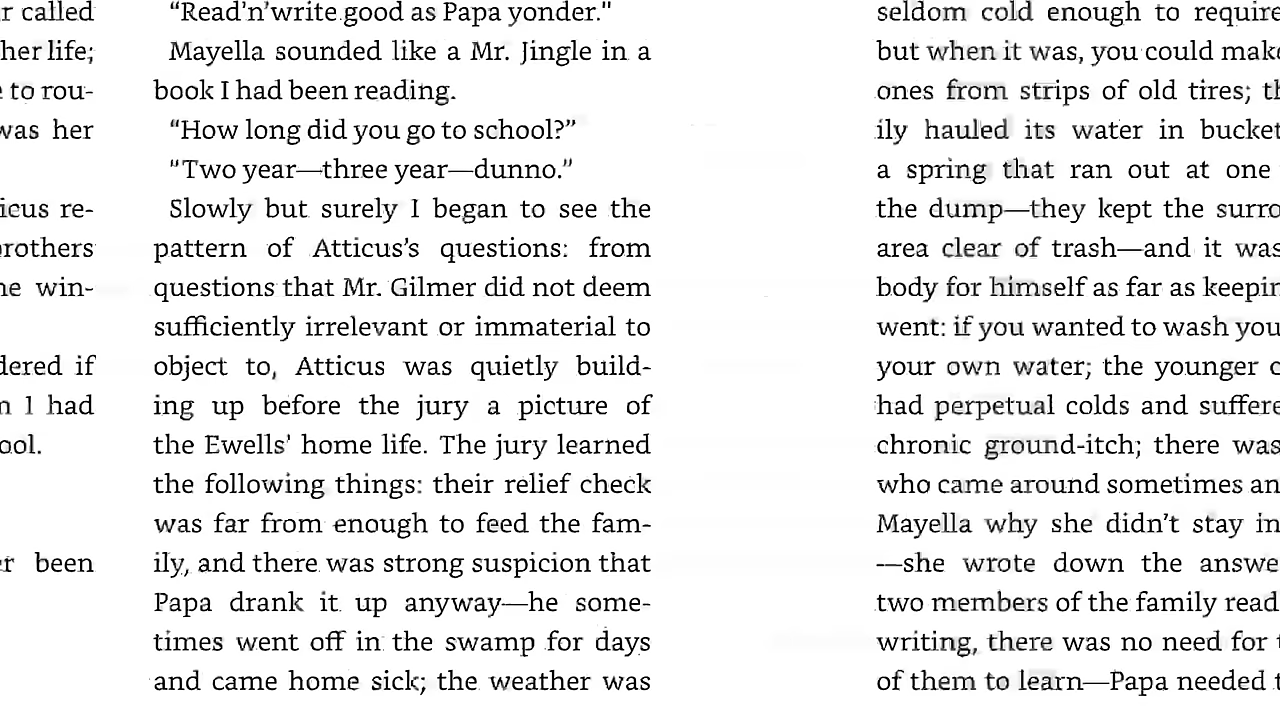 r called
her life;
e to rou-
was her
icus re-
brothers
he win-
dered if
n I had
ool.
er been
“Read’n’write good as Papa yonder."
Mayella sounded like a Mr. Jingle in a
book I had been reading.
“How long did you go to school?”
“Two year—three year—dunno.”
Slowly but surely I began to see the
pattern of Atticus’s questions: from
questions that Mr. Gilmer did not deem
sufficiently irrelevant or immaterial to
object to, Atticus was quietly build-
ing up before the jury a picture of
the Ewells’ home life. The jury learned
the following things: their relief check
was far from enough to feed the fam-
ily, and there was strong suspicion that
Papa drank it up anyway—he some-
times went off in the swamp for days
and came home sick; the weather was
seldom cold enough to require
but when it was, you could make
ones from strips of old tires; th
ily hauled its water in bucket
a spring that ran out at one
the dump—they kept the surro
area clear of trash—and it was
body for himself as far as keepin
went: if you wanted to wash you
your own water; the younger c
had perpetual colds and suffere
chronic ground-itch; there was
who came around sometimes an
Mayella why she didn’t stay in
—she wrote down the answe
two members of the family read
writing, there was no need for t
of them to learn—Papa needed t